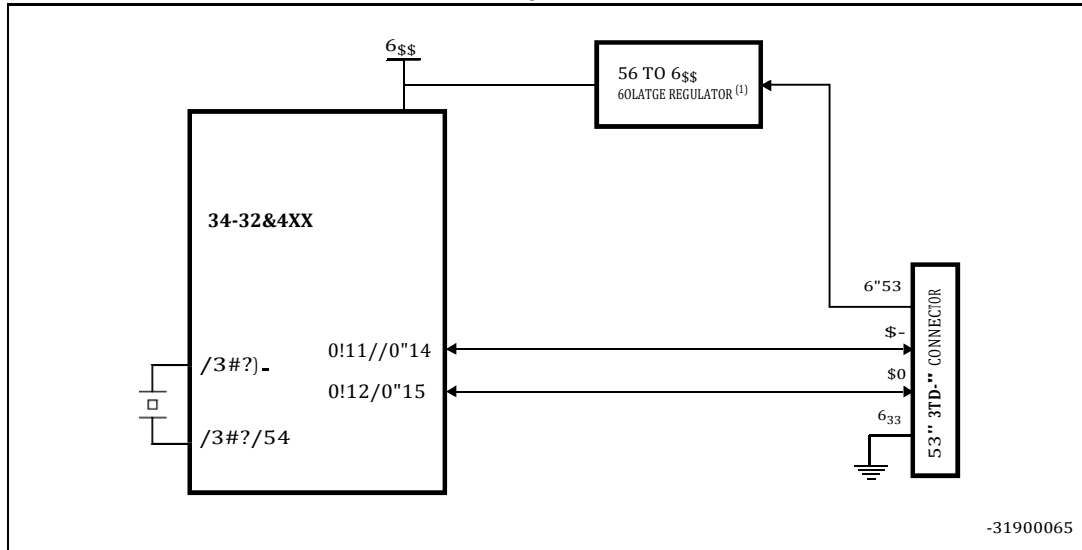 6$$
56 TO 6$$
6OLATGE REGULATOR (1)
34-32&4XX
6"53
$-
0!11//0"14
/3#?)-
$0
0!12/0"15
633
/3#?/54
53" 3TD-" CONNECTOR
-31900065